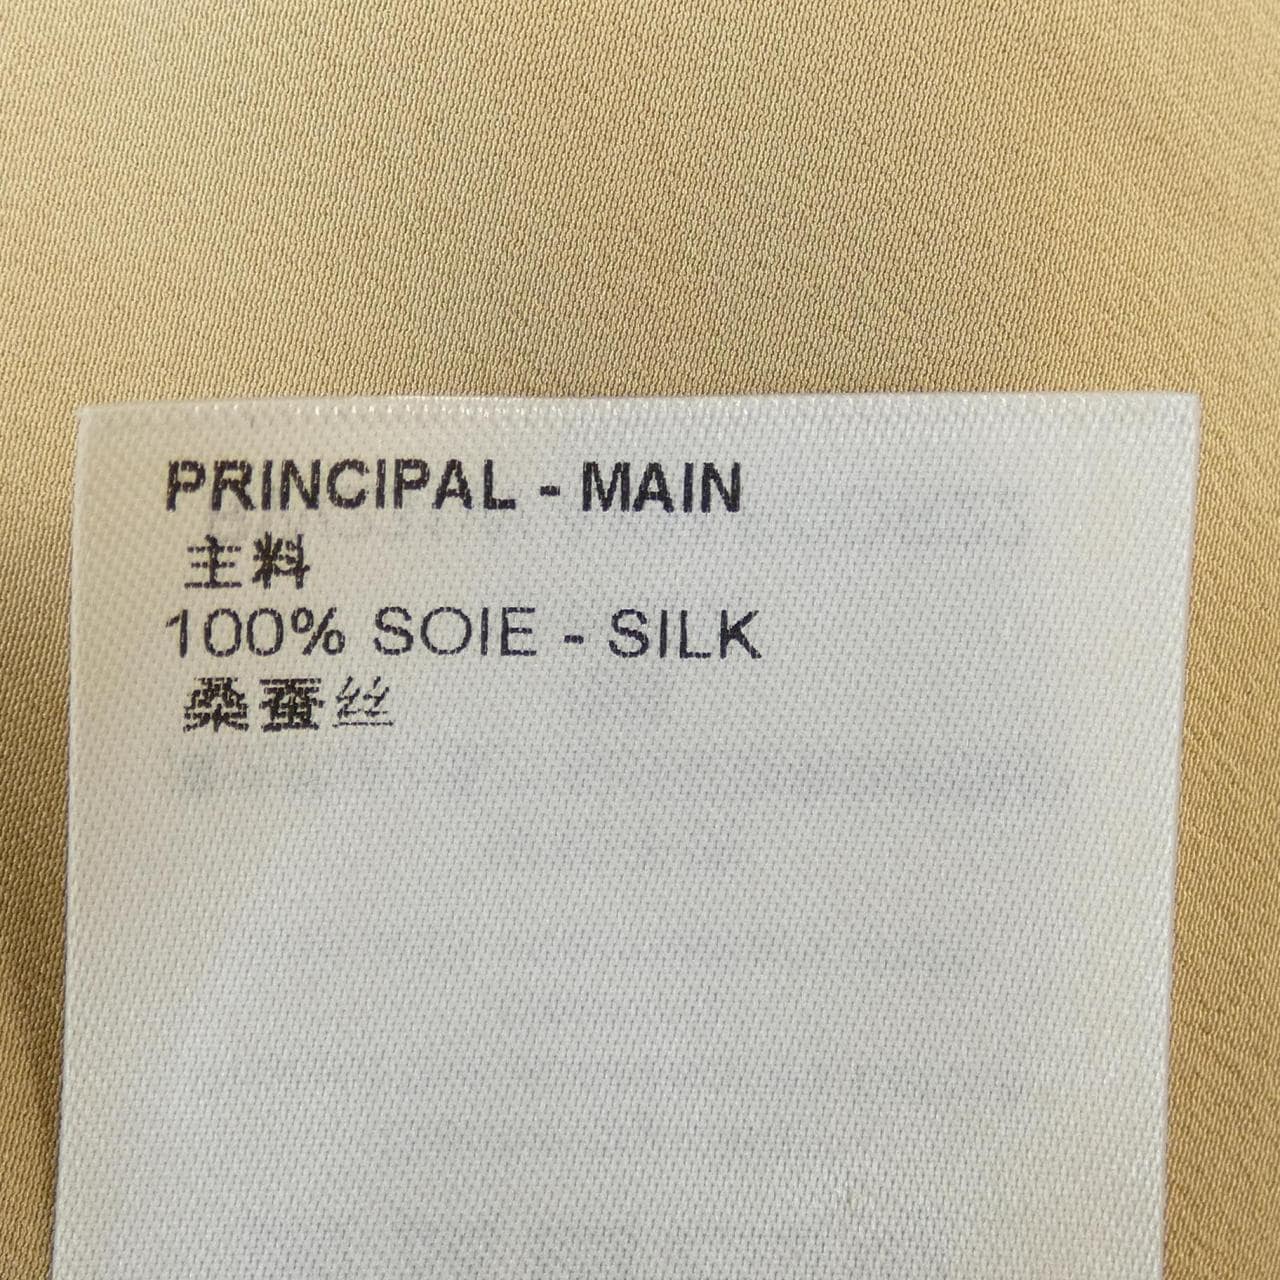 PRINCIPAL - MAIN
主料
100% SOIE - SILK
桑蚕丝